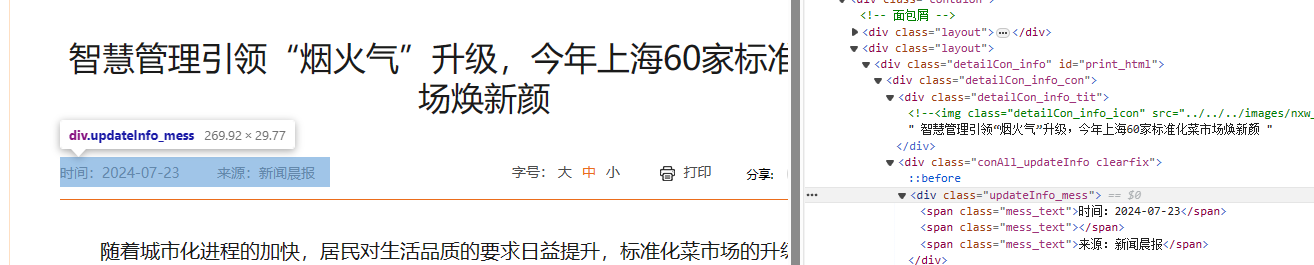 智慧管理引领“烟火气”升级，今年上海60家标准
场焕新颜
div.updateInfo_mess 269.92 × 29.77
时间：2024-07-23 来源：新闻晨报
字号： 大 中 小 打印 分享：
随着城市化进程的加快，居民对生活品质的要求日益提升，标准化菜市场的升级
<!-- 面包屑 -->
<div class="layout"> ⋯ </div>
<div class="layout">
<div class="detailCon_info" id="print_html">
<div class="detailCon_info_con">
<div class="detailCon_info_tit">
<!--<img class="detailCon_info_icon" src="../../../images/nxw_
" 智慧管理引领“烟火气”升级，今年上海60家标准化菜市场焕新颜 "
</div>
<div class="conAll_updateInfo clearfix">
::before
<div class="updateInfo_mess"> == $0
<span class="mess_text">时间：2024-07-23</span>
<span class="mess_text"></span>
<span class="mess_text">来源：新闻晨报</span>
</div>